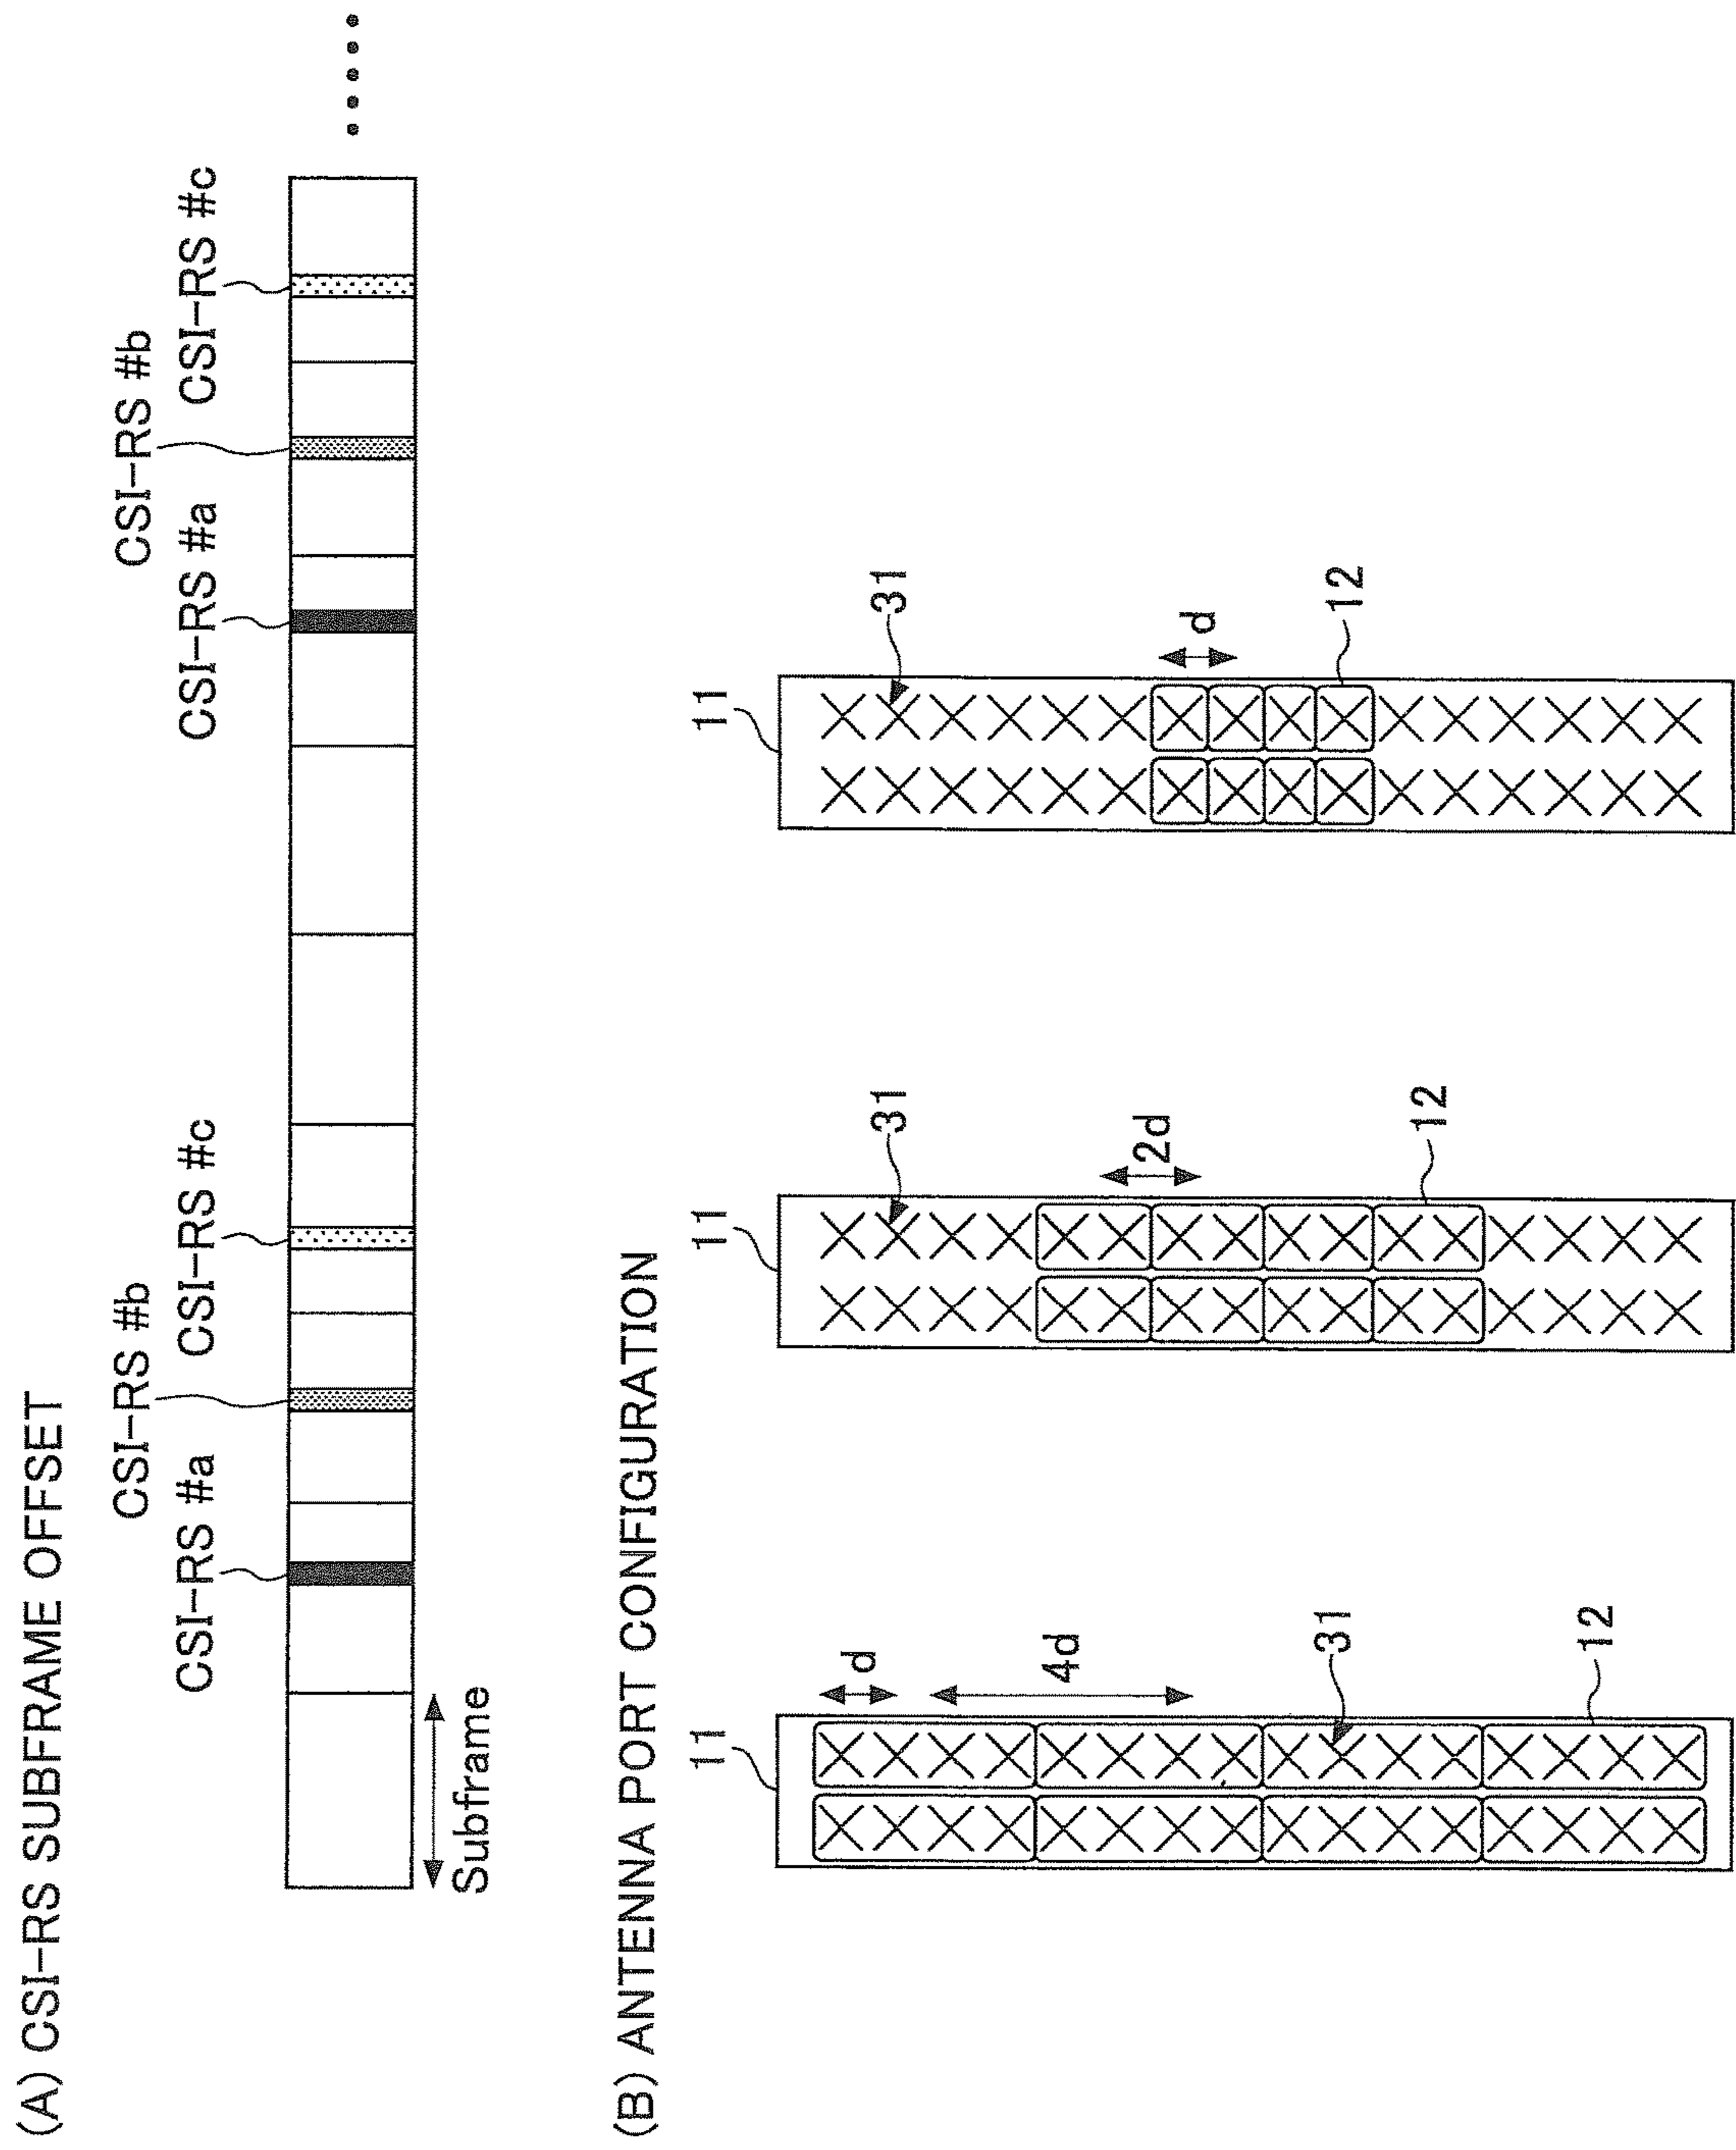 (A) CSI-RS SUBFRAME OFFSET
CSI-RS #b
CSI-RS #b
CSI-RS #a
CSI-RS #c
CSI-RS #a
CSI-RS #c
Subframe
(B) ANTENNA PORT CONFIGURATION
11
d
4d
31
12
11
31
2d
12
11
31
d
12